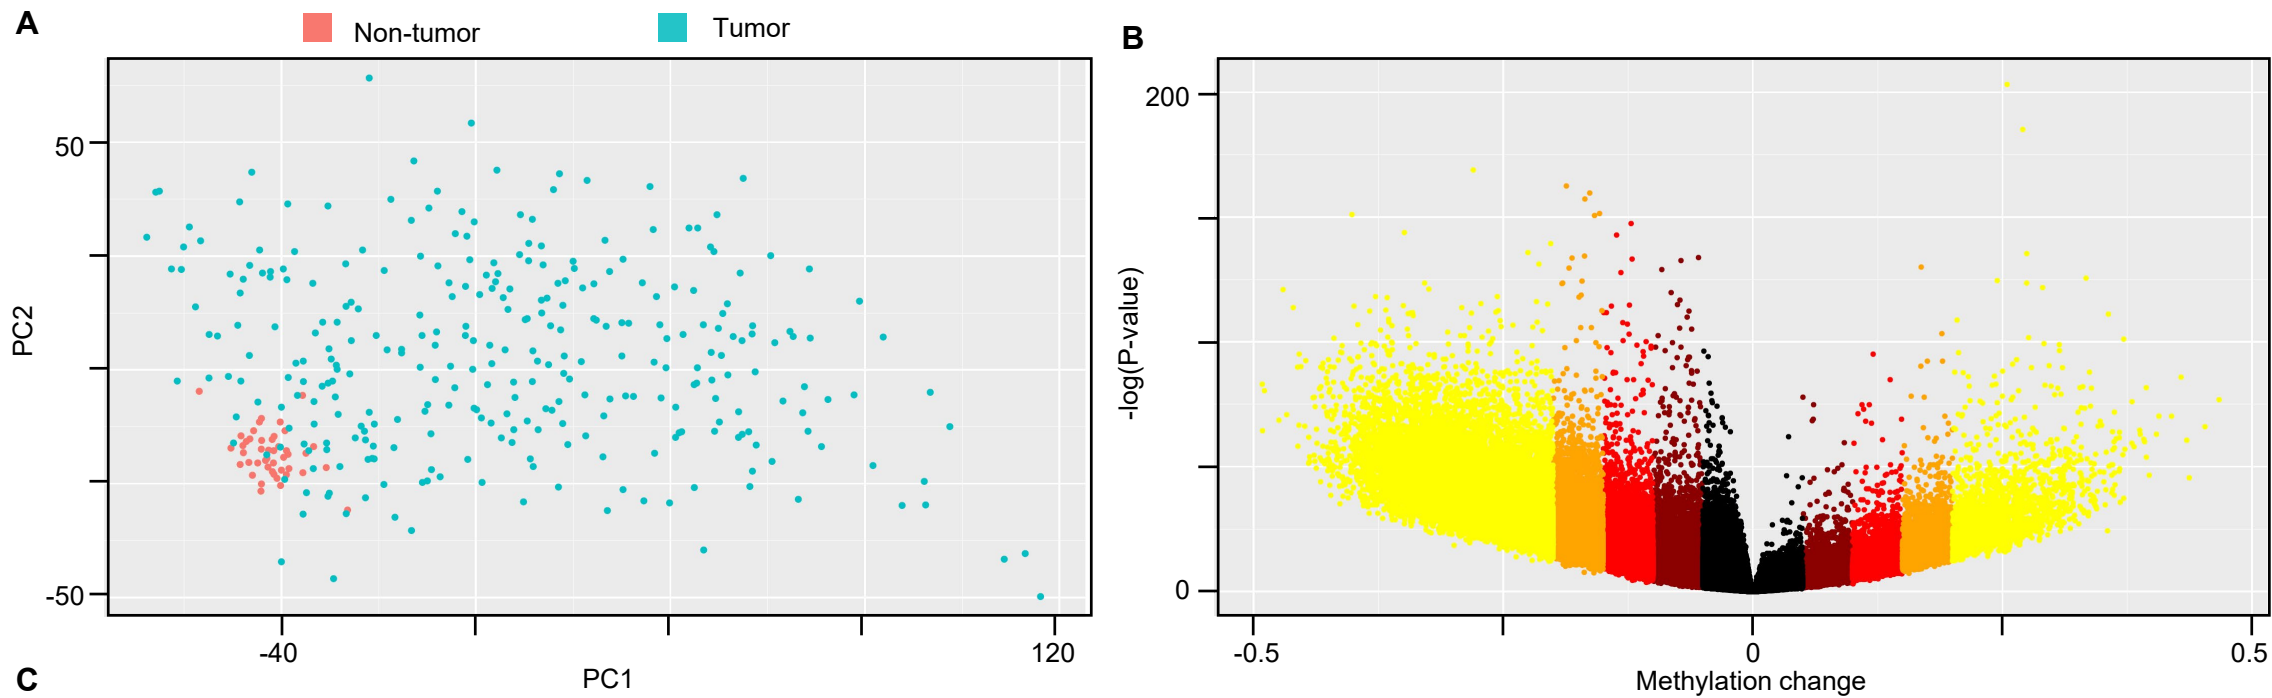 A
Non-tumor
Tumor
50
-50
PC2
-40
120
PC1
B
200
0
-log(P-value)
-0.5
0
0.5
Methylation change
C